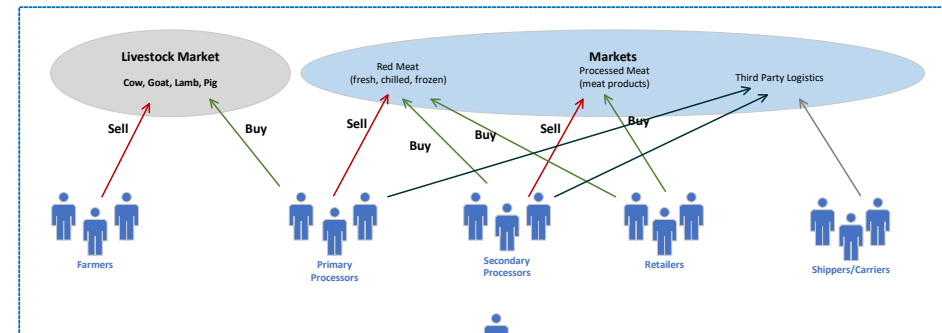 Livestock Market
Cow, Goat, Lamb, Pig
Markets
Red Meat
(fresh, chilled, frozen)
Processed Meat
(meat products)
Third Party Logistics
Sell
Buy
Sell
Buy
Buy
Sell
Buy
Farmers
Primary
Processors
Secondary
Processors
Retailers
Shippers/Carriers